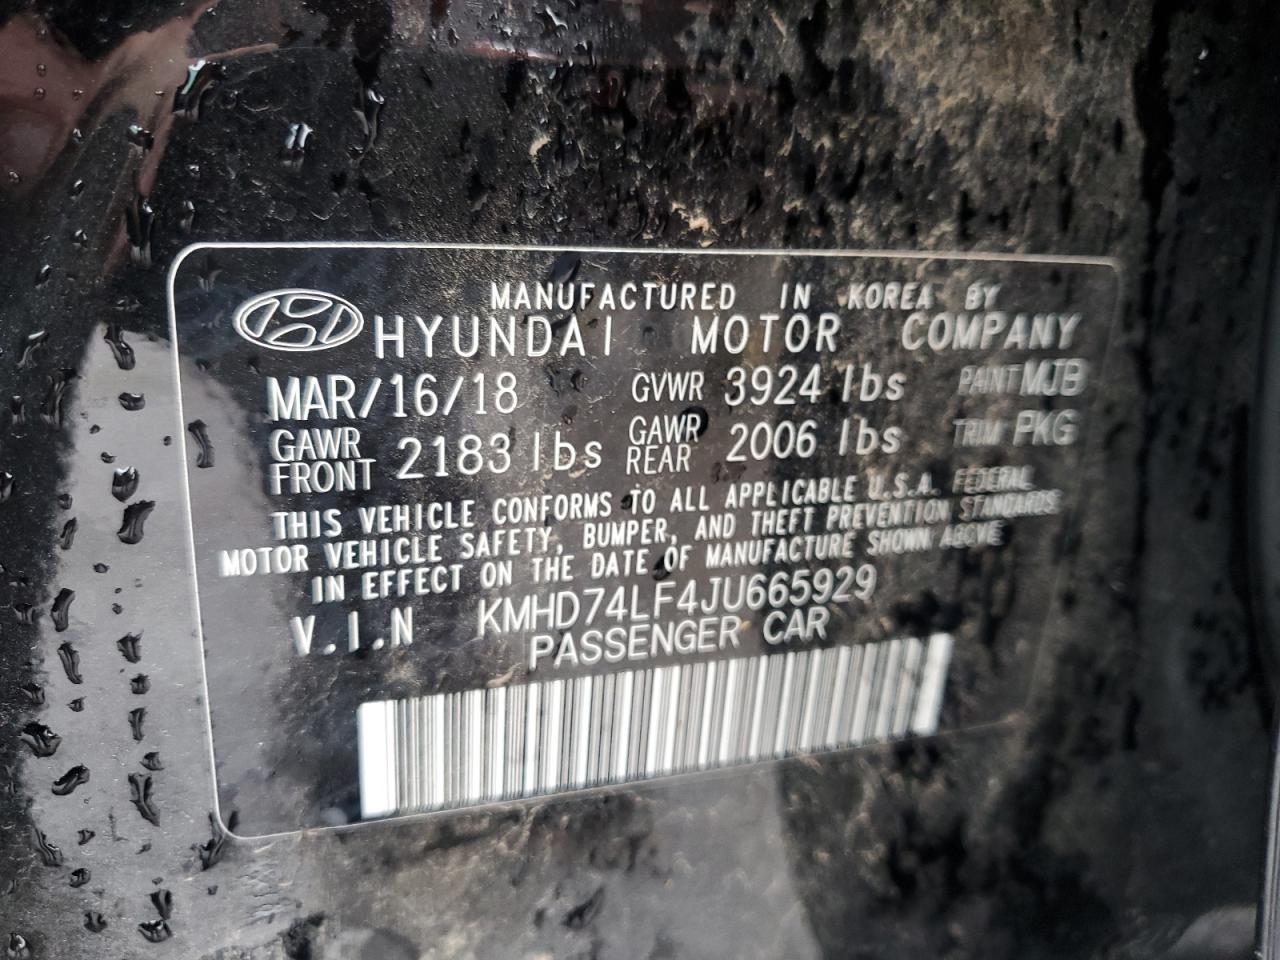 MANUFACTURED IN KOREA BY
HYUNDAI MOTOR COMPANY
MAR/16/18 GVWR 3924 lbs PAINT MJB
GAWR FRONT 2183 lbs GAWR REAR 2006 lbs TRIM PKG
THIS VEHICLE CONFORMS TO ALL APPLICABLE U.S.A. FEDERAL
MOTOR VEHICLE SAFETY, BUMPER, AND THEFT PREVENTION STANDARDS
IN EFFECT ON THE DATE OF MANUFACTURE SHOWN ABOVE
V.I.N KMHD74LF4JU665929
PASSENGER CAR